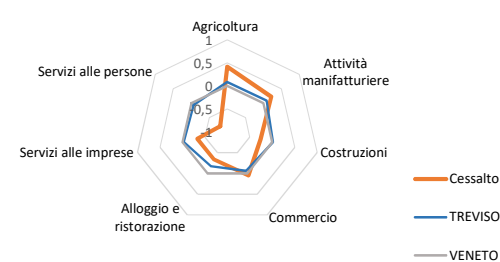 Agricoltura
1
0,5
0
-0,5
-1
Attività
manifatturiere
Costruzioni
Commercio
Alloggio e
ristorazione
Servizi alle imprese
Servizi alle persone
Cessalto
TREVISO
VENETO